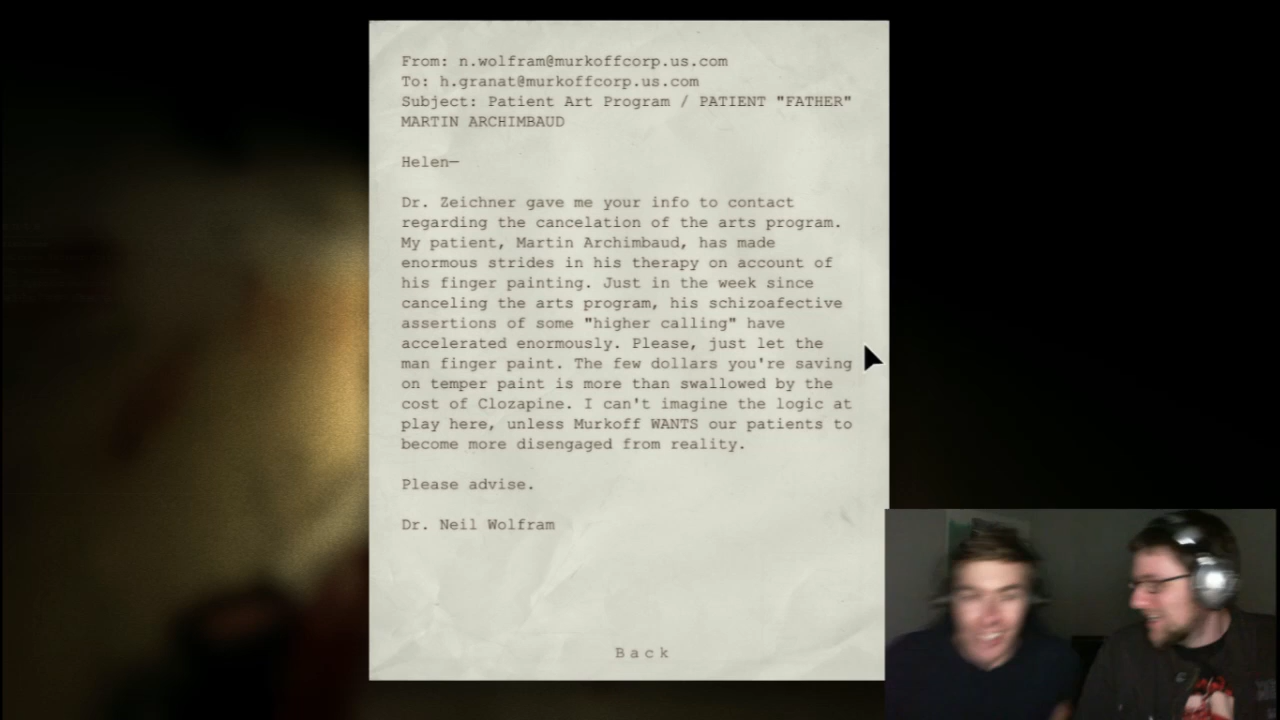 From: n.wolfram@murkoffcorp.us.com
To: h.granat@murkoffcorp.us.com
Subject: Patient Art Program / PATIENT "FATHER"
MARTIN ARCHIMBAUD
Helen—
Dr. Zeichner gave me your info to contact
regarding the cancelation of the arts program.
My patient, Martin Archimbaud, has made
enormous strides in his therapy on account of
his finger painting. Just in the week since
canceling the arts program, his schizoafective
assertions of some "higher calling" have
accelerated enormously. Please, just let the
man finger paint. The few dollars you're saving
on temper paint is more than swallowed by the
cost of Clozapine. I can't imagine the logic at
play here, unless Murkoff WANTS our patients to
become more disengaged from reality.
Please advise.
Dr. Neil Wolfram
Back